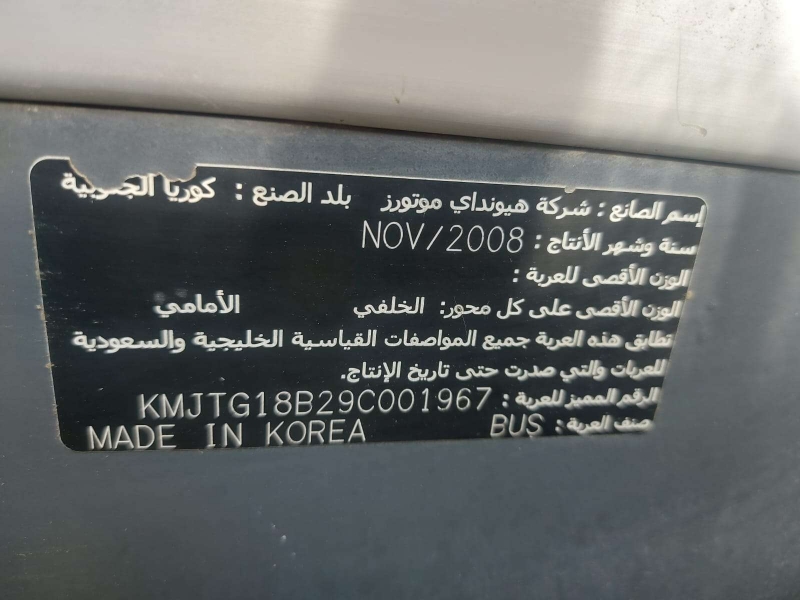 إسم الصانع : شركة هيونداي موتورز بلد الصنع : كوريا الجنوبية
سنة وشهر الأنتاج : NOV/2008
الوزن الأقصى للعربة :
الوزن الأقصى على كل محور: الخلفي الأمامي
تطابق هذه العربة جميع المواصفات القياسية الخليجية والسعودية
للعربات والتي صدرت حتى تاريخ الإنتاج.
الرقم المميز للعربة : KMJTG18B29C001967
صنف العربة : BUS MADE IN KOREA